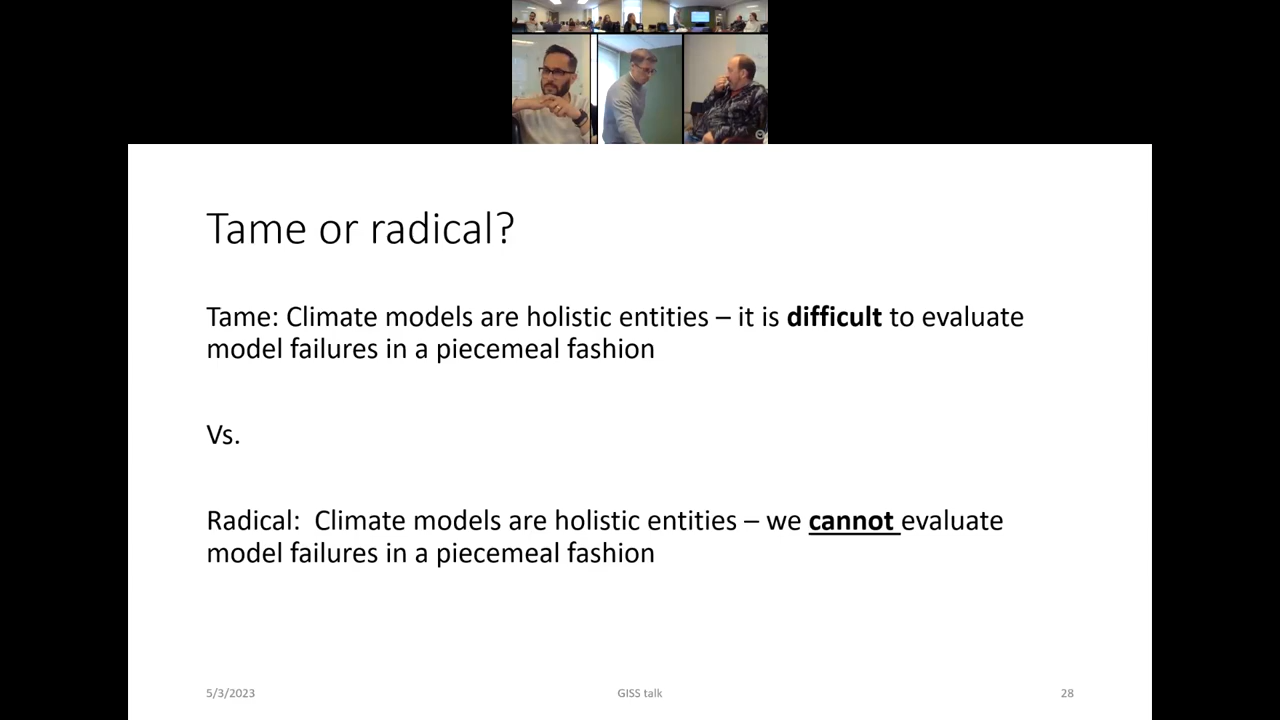 Tame or radical?
Tame: Climate models are holistic entities – it is difficult to evaluate
model failures in a piecemeal fashion
Vs.
Radical:  Climate models are holistic entities – we cannot evaluate
model failures in a piecemeal fashion
5/3/2023
GISS talk
28